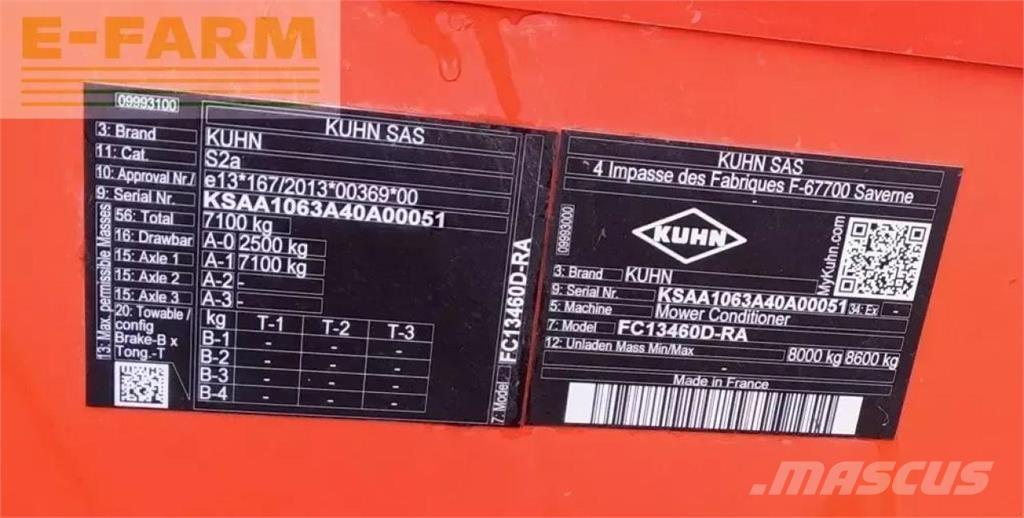 E-FARM
09993100
KUHN SAS
3: Brand KUHN
11: Cat. S2a
10: Approval Nr./ e13*167/2013*00369*00
9: Serial Nr. KSAA1063A40A00051
13: Max. permissible Masses
56: Total 7100 kg
16: Drawbar A-0 2500 kg
15: Axle 1 A-1 7100 kg
15: Axle 2 A-2 -
15: Axle 3 A-3 -
20: Towable / config
Brake-B x
Tong.-T
kg T-1 T-2 T-3
B-1 - - -
B-2 - - -
B-3 - - -
B-4 - - -
7: Model FC13460D-RA
KUHN SAS
4 Impasse des Fabriques F-67700 Saverne
09993000
KUHN
MyKuhn.com
3: Brand KUHN
9: Serial Nr. KSAA1063A40A00051 34: Ex -
5: Machine Mower Conditioner
7: Model FC13460D-RA
12: Unladen Mass Min/Max 8000 kg 8600 kg
-
Made in France
.MASCUS